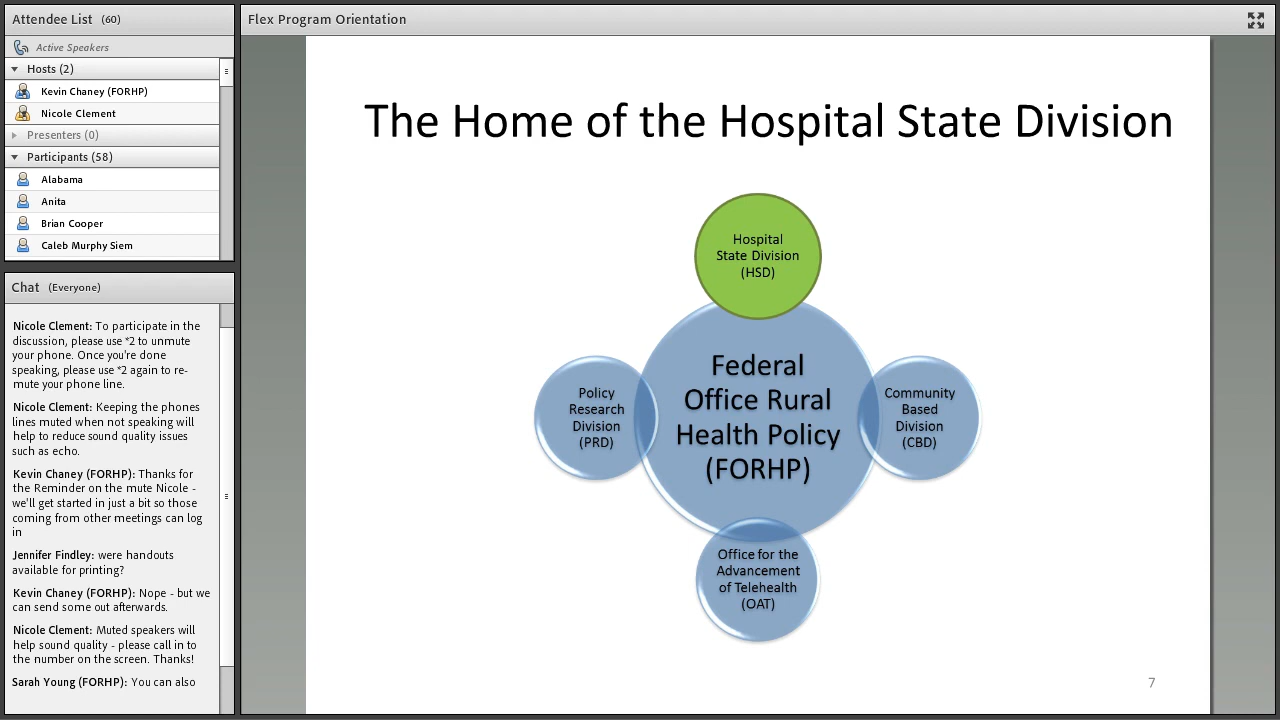 Attendee List (60)
Active Speakers
Hosts (2)
Kevin Chaney (FORHP)
Nicole Clement
Presenters (0)
Participants (58)
Alabama
Anita
Brian Cooper
Caleb Murphy Siem
Chat (Everyone)
Nicole Clement: To participate in the
discussion, please use *2 to unmute
your phone. Once you're done
speaking, please use *2 again to re-
mute your phone line.
Nicole Clement: Keeping the phones
lines muted when not speaking will
help to reduce sound quality issues
such as echo.
Kevin Chaney (FORHP): Thanks for
the Reminder on the mute Nicole -
we'll get started in just a bit so those
coming from other meetings can log
in
Jennifer Findley: were handouts
available for printing?
Kevin Chaney (FORHP): Nope - but we
can send some out afterwards.
Nicole Clement: Muted speakers will
help sound quality - please call in to
the number on the screen. Thanks!
Sarah Young (FORHP): You can also
Flex Program Orientation
The Home of the Hospital State Division
Hospital
State Division
(HSD)
Policy
Research
Division
(PRD)
Federal
Office Rural
Health Policy
(FORHP)
Community
Based
Division
(CBD)
Office for the
Advancement
of Telehealth
(OAT)
7